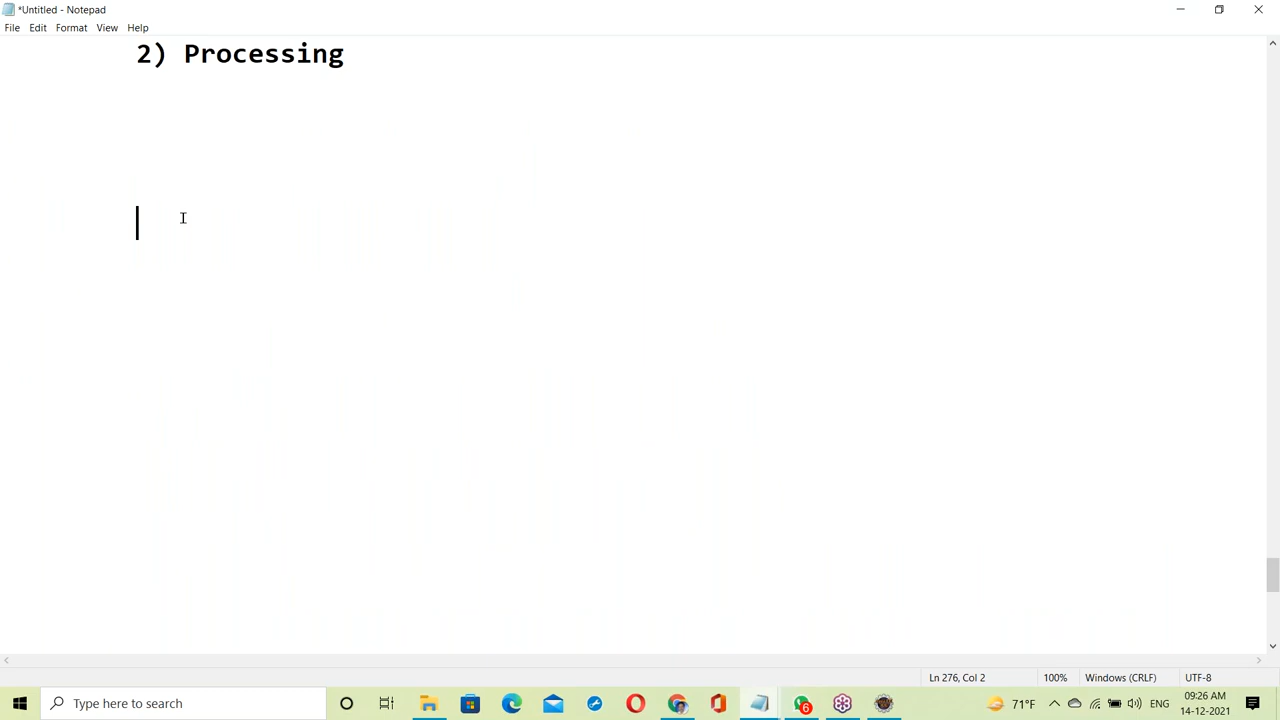 *Untitled - Notepad
File Edit Format View Help
2) Processing
Ln 276, Col 2 100% Windows (CRLF) UTF-8
Type here to search
6
71°F
ENG
09:26 AM
14-12-2021